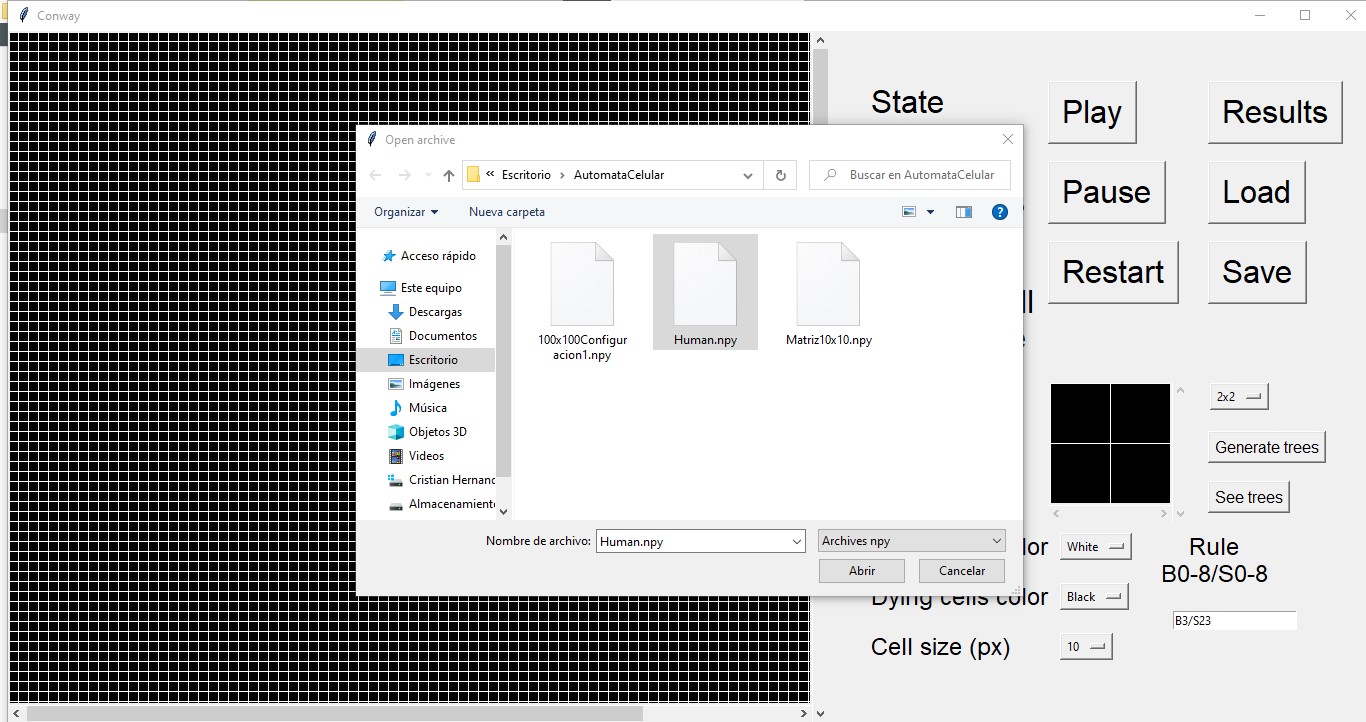 Conway
State
Play
Results
Open archive
« Escritorio › AutomataCelular
Buscar en AutomataCelular
Pause
Load
Organizar
Nueva carpeta
Acceso rápido
Este equipo
Descargas
Documentos
Escritorio
Imágenes
Música
Objetos 3D
Videos
Cristian Hernanc
Almacenamiento
100x100Configur
acion1.npy
Human.npy
Matriz10x10.npy
Restart
Save
2x2
Generate trees
See trees
Nombre de archivo:
Human.npy
Archives npy
Abrir
Cancelar
White
Rule
B0-8/S0-8
Dying cells color
Black
B3/S23
Cell size (px)
10